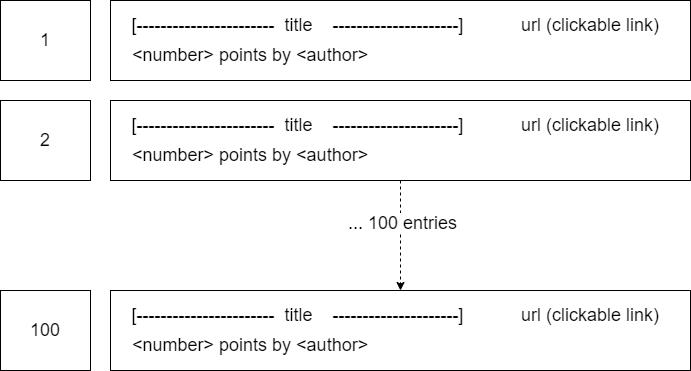 1
[----------------------- title ---------------------] url (clickable link)
<number> points by <author>
2
[----------------------- title ---------------------] url (clickable link)
<number> points by <author>
... 100 entries
100
[----------------------- title ---------------------] url (clickable link)
<number> points by <author>